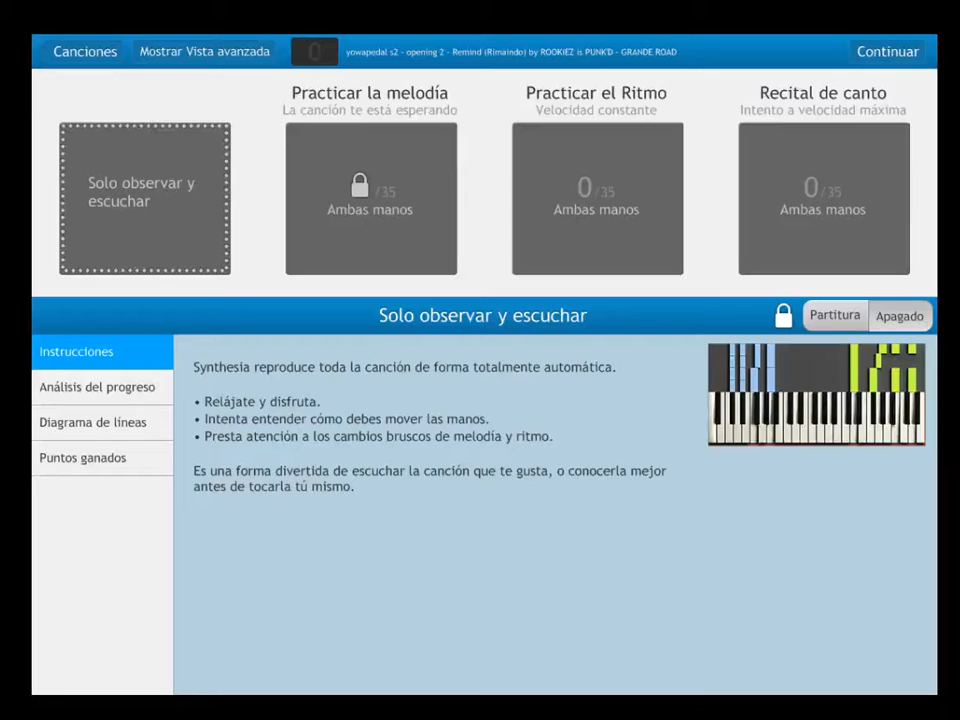 Canciones
Mostrar Vista avanzada
0
yowapedal s2 - opening 2 - Remind (Rimaindo) by ROOKiEZ is PUNK'D - GRANDE ROAD
Continuar
Practicar la melodía
La canción te está esperando
Practicar el Ritmo
Velocidad constante
Recital de canto
Intento a velocidad máxima
Solo observar y
escuchar
/35
Ambas manos
0/35
Ambas manos
0/35
Ambas manos
Solo observar y escuchar
Partitura
Apagado
Instrucciones
Análisis del progreso
Diagrama de líneas
Puntos ganados
Synthesia reproduce toda la canción de forma totalmente automática.
• Relájate y disfruta.
• Intenta entender cómo debes mover las manos.
• Presta atención a los cambios bruscos de melodía y ritmo.
Es una forma divertida de escuchar la canción que te gusta, o conocerla mejor
antes de tocarla tú mismo.